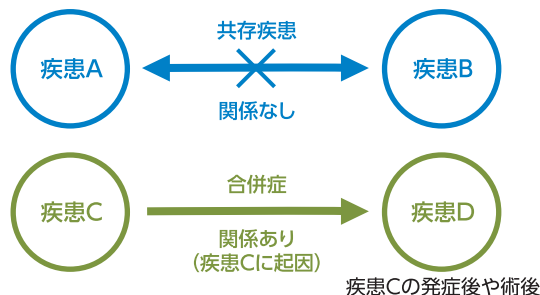 共存疾患
疾患A
疾患B
関係なし
合併症
疾患C
疾患D
関係あり
（疾患Cに起因）
疾患Cの発症後や術後